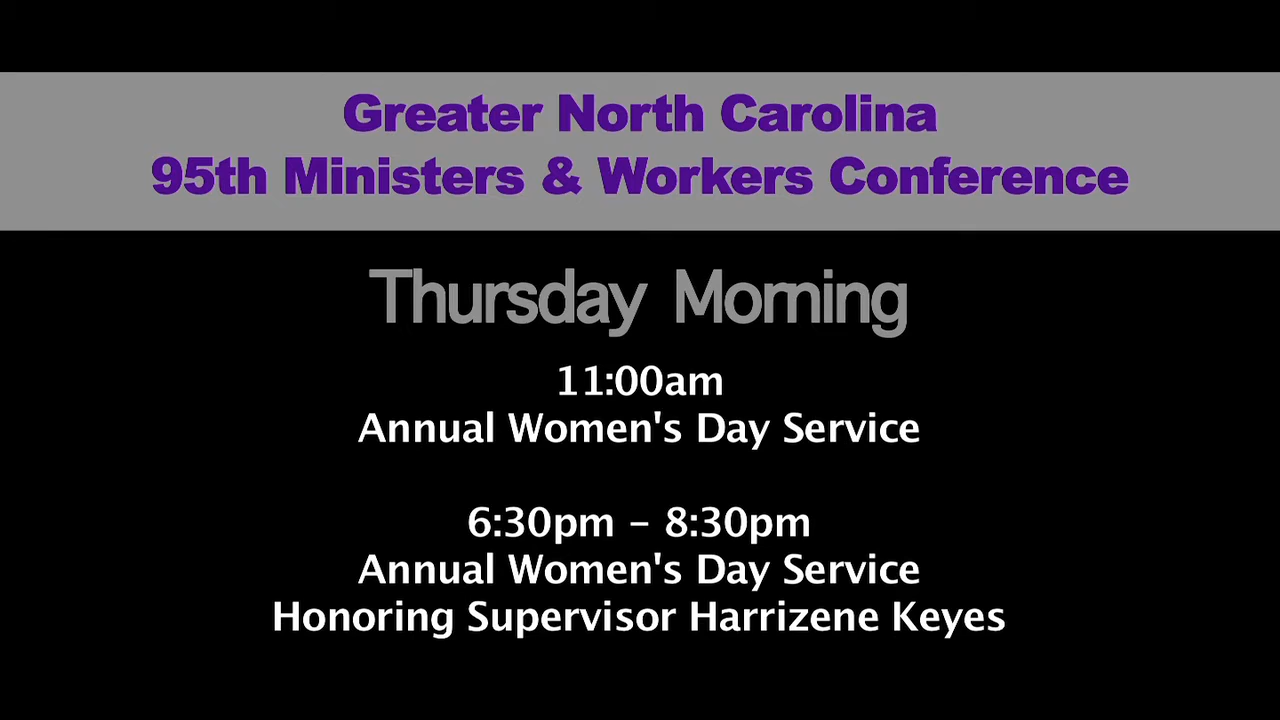 Greater North Carolina
95th Ministers & Workers Conference
Thursday Morning
11:00am
Annual Women's Day Service
6:30pm – 8:30pm
Annual Women's Day Service
Honoring Supervisor Harrizene Keyes